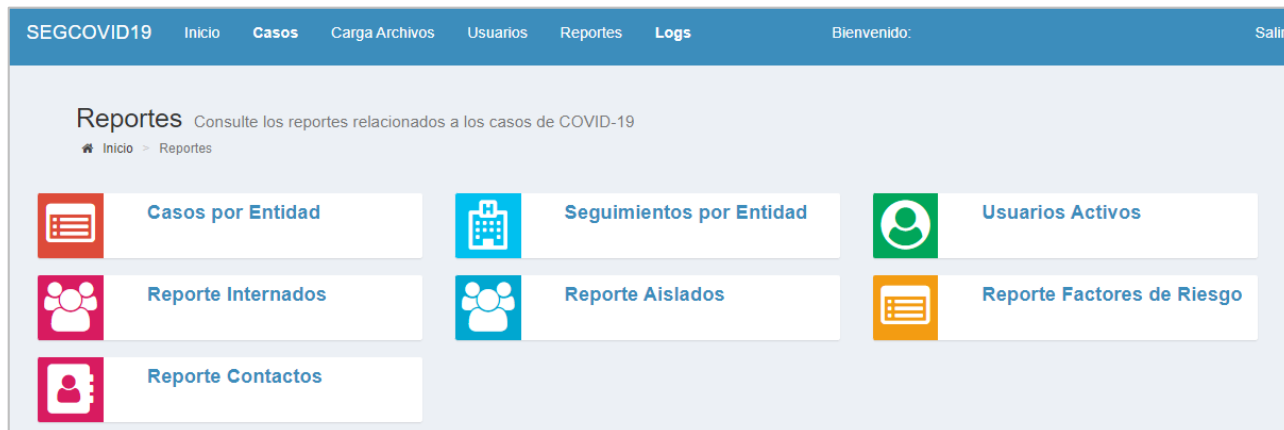 SEGCOVID19 Inicio Casos Carga Archivos Usuarios Reportes Logs Bienvenido: Salir
Reportes Consulte los reportes relacionados a los casos de COVID-19
Inicio > Reportes
Casos por Entidad Seguimientos por Entidad Usuarios Activos
Reporte Internados Reporte Aislados Reporte Factores de Riesgo
Reporte Contactos